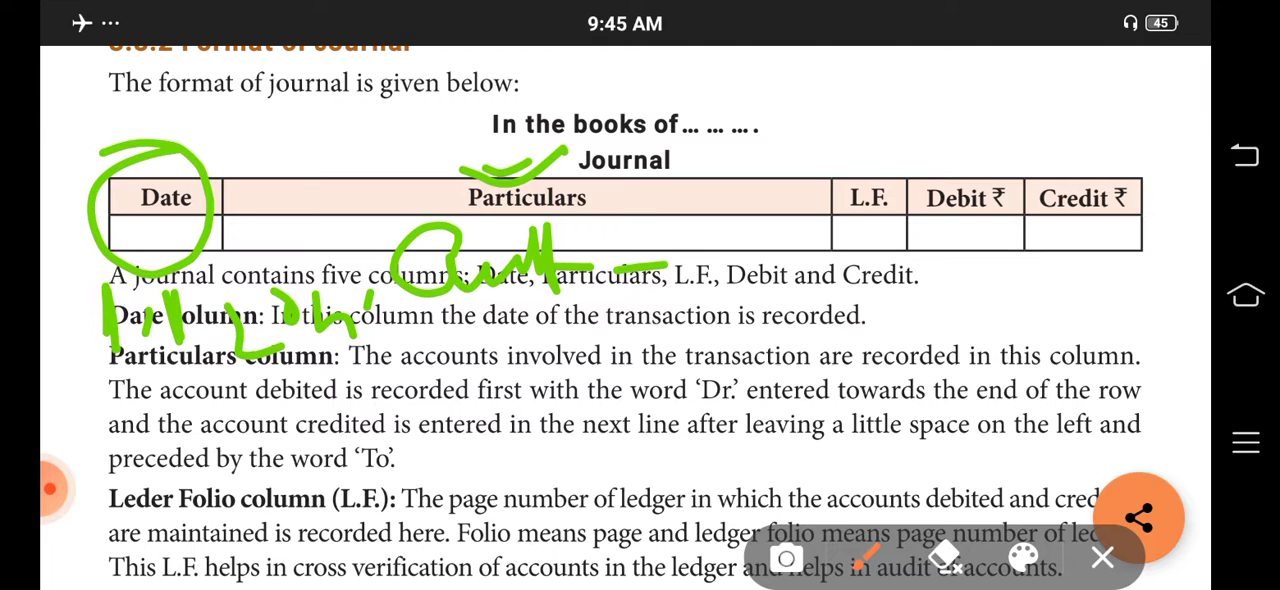 9:45 AM
45
3.3.2 Format of Journal
The format of journal is given below:
In the books of… … ….
Journal
Date Particulars L.F. Debit ₹ Credit ₹
A journal contains five columns; Date, Particulars, L.F., Debit and Credit.
Date column: In this column the date of the transaction is recorded.
Particulars column: The accounts involved in the transaction are recorded in this column.
The account debited is recorded first with the word ‘Dr.’ entered towards the end of the row
and the account credited is entered in the next line after leaving a little space on the left and
preceded by the word ‘To’.
Leder Folio column (L.F.): The page number of ledger in which the accounts debited and cred
are maintained is recorded here. Folio means page and ledger folio means page number of led
This L.F. helps in cross verification of accounts in the ledger and helps in audit of accounts.